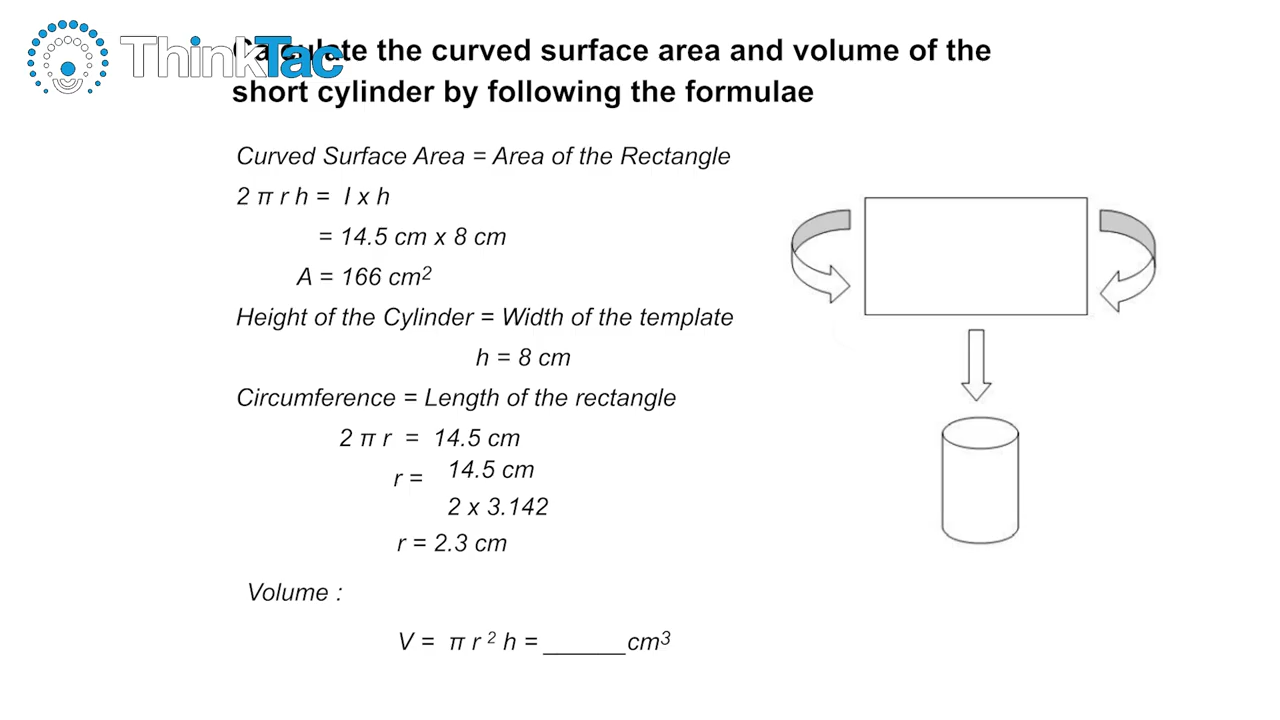 ThinkTac
Calculate the curved surface area and volume of the
short cylinder by following the formulae
Curved Surface Area = Area of the Rectangle
2 π r h = l x h
= 14.5 cm x 8 cm
A = 166 cm²
Height of the Cylinder = Width of the template
h = 8 cm
Circumference = Length of the rectangle
2 π r = 14.5 cm
r = 14.5 cm
2 x 3.142
r = 2.3 cm
Volume :
V = π r ² h = ______ cm³